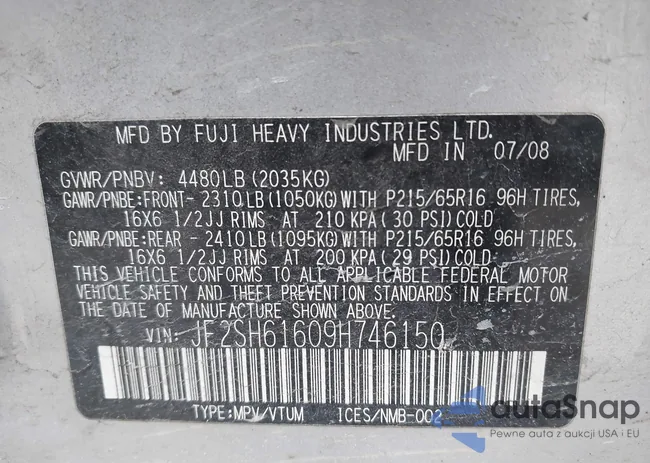 MFD BY FUJI HEAVY INDUSTRIES LTD.
MFD IN 07/08
GVWR/PNBV: 4480LB(2035KG)
GAWR/PNBE:FRONT- 2310LB(1050KG)WITH P215/65R16 96H TIRES,
16X6 1/2JJ RIMS AT 210 KPA(30 PSI)COLD
GAWR/PNBE:REAR - 2410LB(1095KG)WITH P215/65R16 96H TIRES,
16X6 1/2JJ RIMS AT 200 KPA(29 PSI)COLD
THIS VEHICLE CONFORMS TO ALL APPLICABLE FEDERAL MOTOR
VEHICLE SAFETY AND THEFT PREVENTION STANDARDS IN EFFECT ON
THE DATE OF MANUFACTURE SHOWN ABOVE.
VIN: JF2SH61609H746150
TYPE:MPV/VTUM ICES/NMB-002
autaSnap
Pewne auta z aukcji USA i EU